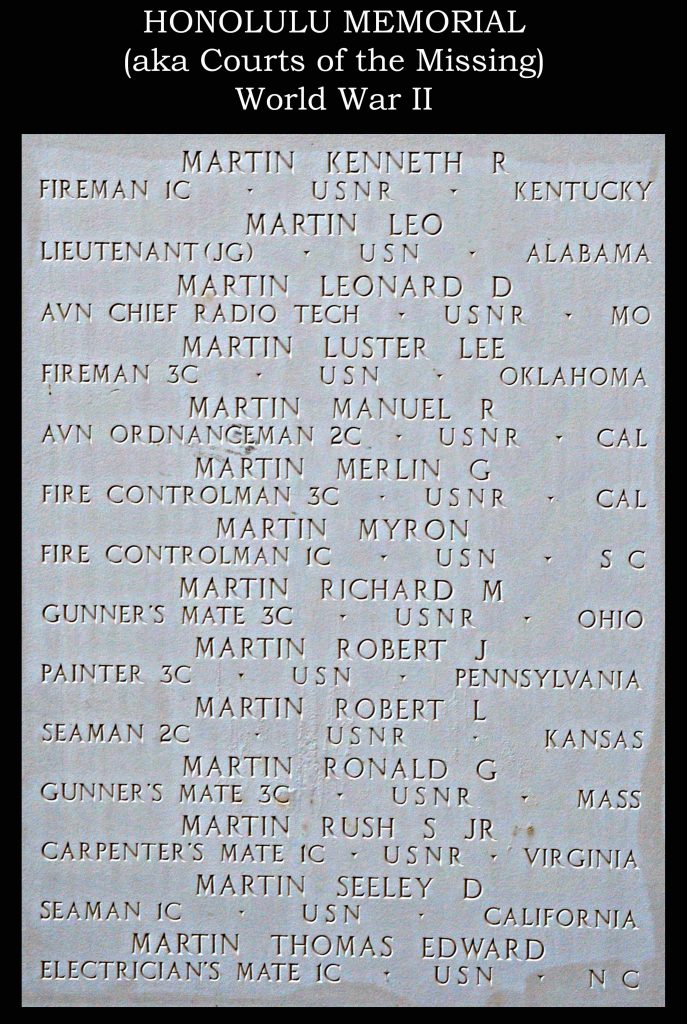 HONOLULU MEMORIAL
(aka Courts of the Missing)
World War II
MARTIN KENNETH R
FIREMAN 1C · USNR · KENTUCKY
MARTIN LEO
LIEUTENANT (JG) · USN · ALABAMA
MARTIN LEONARD D
AVN CHIEF RADIO TECH · USNR · MO
MARTIN LUSTER LEE
FIREMAN 3C · USN · OKLAHOMA
MARTIN MANUEL R
AVN ORDNANCEMAN 2C · USNR · CAL
MARTIN MERLIN G
FIRE CONTROLMAN 3C · USNR · CAL
MARTIN MYRON
FIRE CONTROLMAN 1C · USN · S C
MARTIN RICHARD M
GUNNER'S MATE 3C · USNR · OHIO
MARTIN ROBERT J
PAINTER 3C · USN · PENNSYLVANIA
MARTIN ROBERT L
SEAMAN 2C · USNR · KANSAS
MARTIN RONALD G
GUNNER'S MATE 3C · USNR · MASS
MARTIN RUSH S JR
CARPENTER'S MATE 1C · USNR · VIRGINIA
MARTIN SEELEY D
SEAMAN 1C · USN · CALIFORNIA
MARTIN THOMAS EDWARD
ELECTRICIAN'S MATE 1C · USN · N C